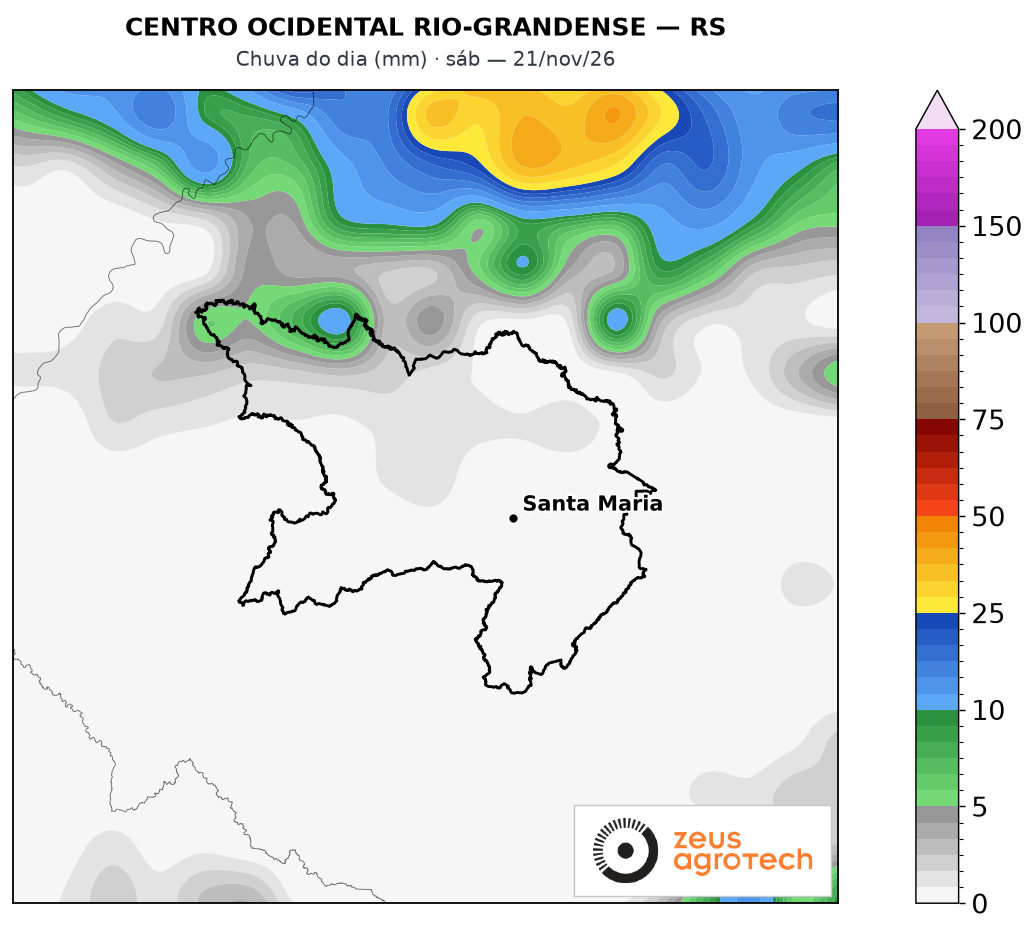 CENTRO OCIDENTAL RIO-GRANDENSE — RS
Chuva do dia (mm) · sáb — 21/nov/26
200
150
100
75
50
25
10
5
0
Santa Maria
zeus
agrotech